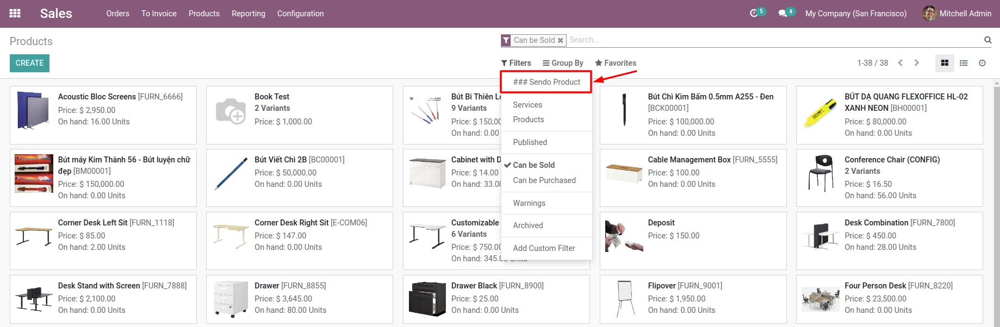 Sales Orders To Invoice Products Reporting Configuration 5 4 My Company (San Francisco) Mitchell Admin
Products
Can be Sold ✖ Search...
CREATE
Filters Group By Favorites 1-38 / 38
### Sendo Product
Services
Products
Published
Can be Sold
Can be Purchased
Warnings
Archived
Add Custom Filter
Acoustic Bloc Screens [FURN_6666]
Price: $ 2,950.00
On hand: 16.00 Units
Book Test
2 Variants
Price: $ 1,000.00
Bút Bi Thiên Lo
9 Variants
Price: $ 150,00
On hand: 0.00
Bút Chì Kim Bấm 0.5mm A255 - Đen
[BCK00001]
Price: $ 100,000.00
On hand: 0.00 Units
BÚT DẠ QUANG FLEXOFFICE HL-02
XANH NEON [BH00001]
Price: $ 80,000.00
On hand: 0.00 Units
Bút máy Kim Thành 56 - Bút luyện chữ
đẹp [BM00001]
Price: $ 150,000.00
On hand: 0.00 Units
Bút Viết Chì 2B [BC00001]
Price: $ 50,000.00
On hand: 0.00 Units
Cabinet with D
Price: $ 14.00
On hand: 33.00
Cable Management Box [FURN_5555]
Price: $ 100.00
On hand: 0.00 Units
Conference Chair (CONFIG)
2 Variants
Price: $ 16.50
On hand: 56.00 Units
Corner Desk Left Sit [FURN_1118]
Price: $ 85.00
On hand: 2.00 Units
Corner Desk Right Sit [E-COM06]
Price: $ 147.00
On hand: 0.00 Units
Customizable
6 Variants
Price: $ 750.00
On hand: 345.00 Units
Deposit
Price: $ 150.00
Desk Combination [FURN_7800]
Price: $ 450.00
On hand: 28.00 Units
Desk Stand with Screen [FURN_7888]
Price: $ 2,100.00
On hand: 0.00 Units
Drawer [FURN_8855]
Price: $ 3,645.00
On hand: 80.00 Units
Drawer Black [FURN_8900]
Price: $ 25.00
On hand: 0.00 Units
Flipover [FURN_9001]
Price: $ 1,950.00
On hand: 0.00 Units
Four Person Desk [FURN_8220]
Price: $ 23,500.00
On hand: 0.00 Units